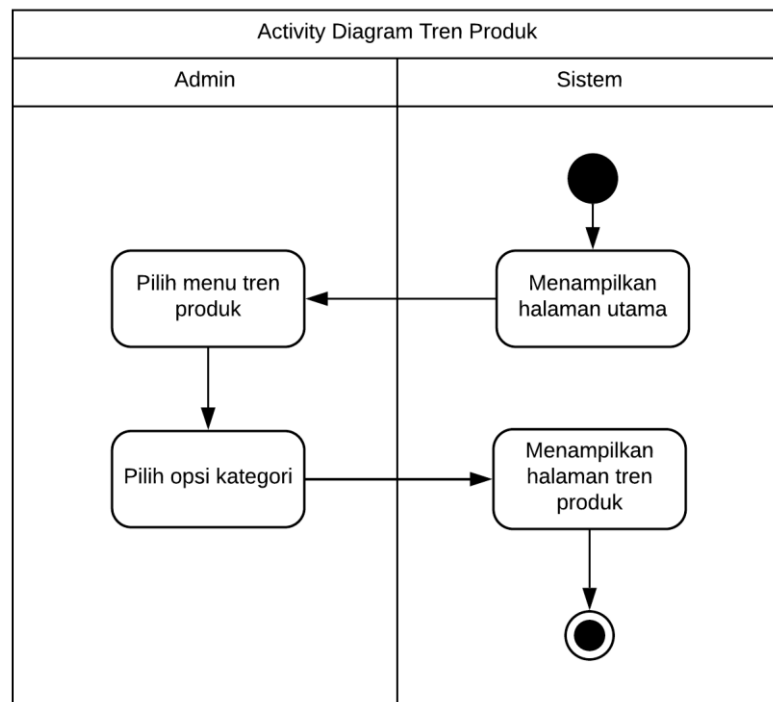 Activity Diagram Tren Produk
Admin
Sistem
Pilih menu tren
produk
Menampilkan
halaman utama
Pilih opsi kategori
Menampilkan
halaman tren
produk